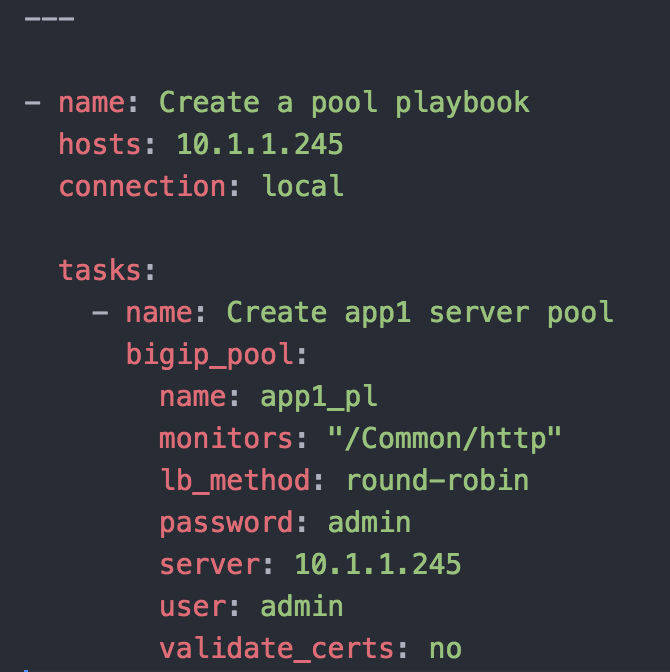 ---
- name: Create a pool playbook
  hosts: 10.1.1.245
  connection: local
  tasks:
    - name: Create app1 server pool
      bigip_pool:
        name: app1_pl
        monitors: "/Common/http"
        lb_method: round-robin
        password: admin
        server: 10.1.1.245
        user: admin
        validate_certs: no